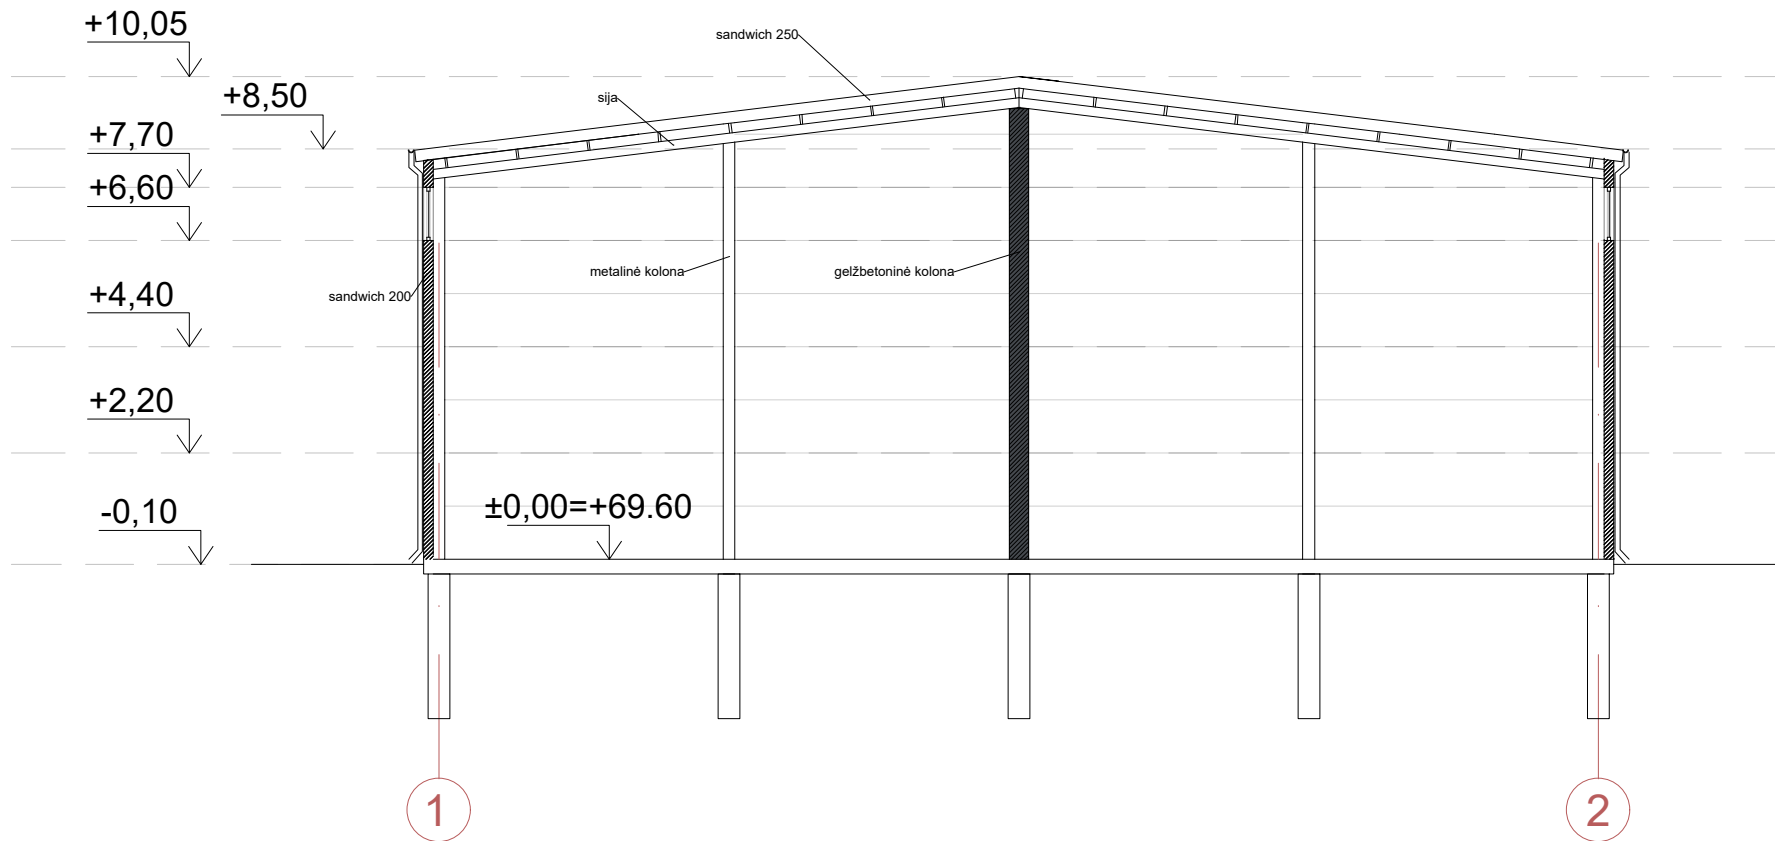 +10,05
sandwich 250
+8,50
sija
+7,70
+6,60
metalinė kolona
gelžbetoninė kolona
sandwich 200
+4,40
+2,20
-0,10
±0,00=+69.60
1
2